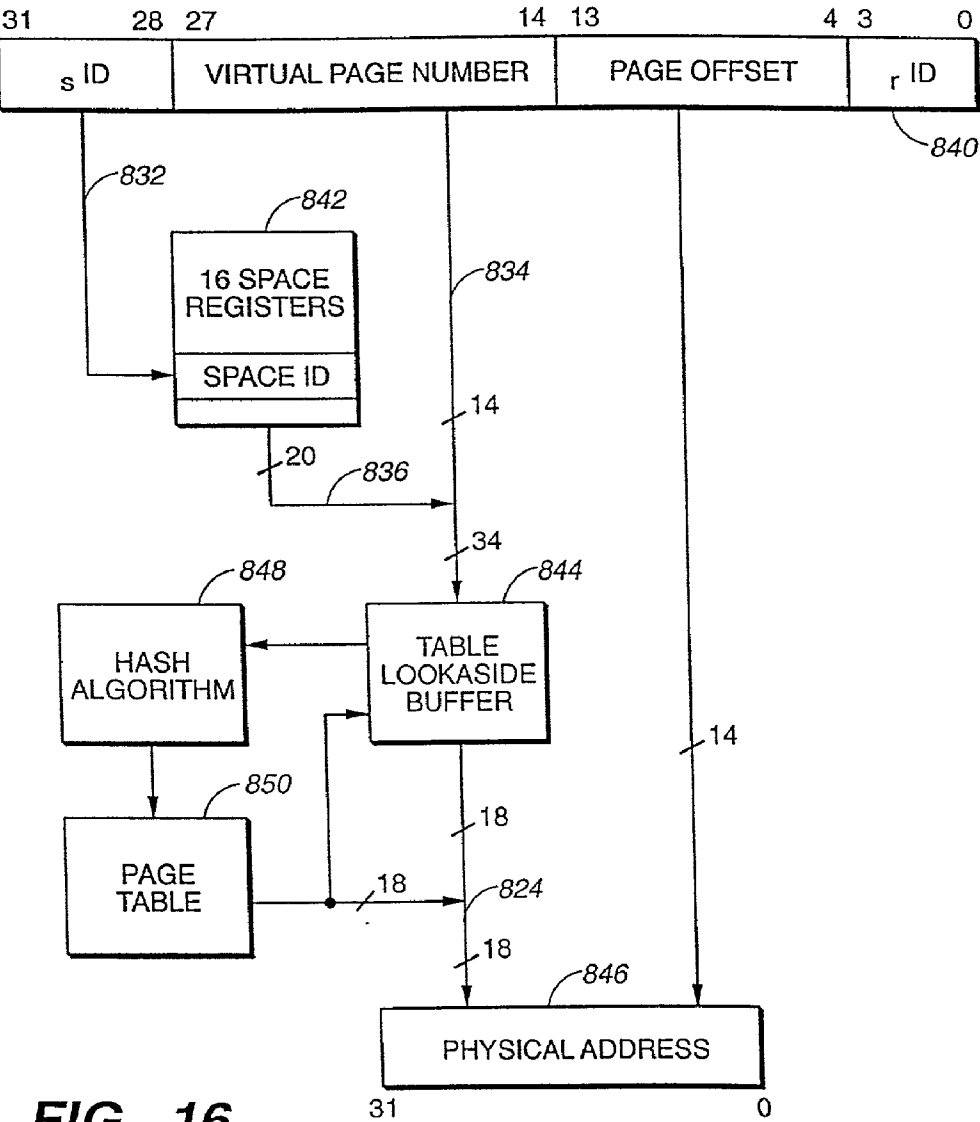 31 28 27 14 13 4 3 0
s ID VIRTUAL PAGE NUMBER PAGE OFFSET r ID
840
832
842
16 SPACE
REGISTERS
834
SPACE ID
14
20
836
34
848
844
HASH
ALGORITHM
TABLE
LOOKASIDE
BUFFER
14
850
18
PAGE
TABLE
18
824
18
846
PHYSICAL ADDRESS
31 0
FIG_16